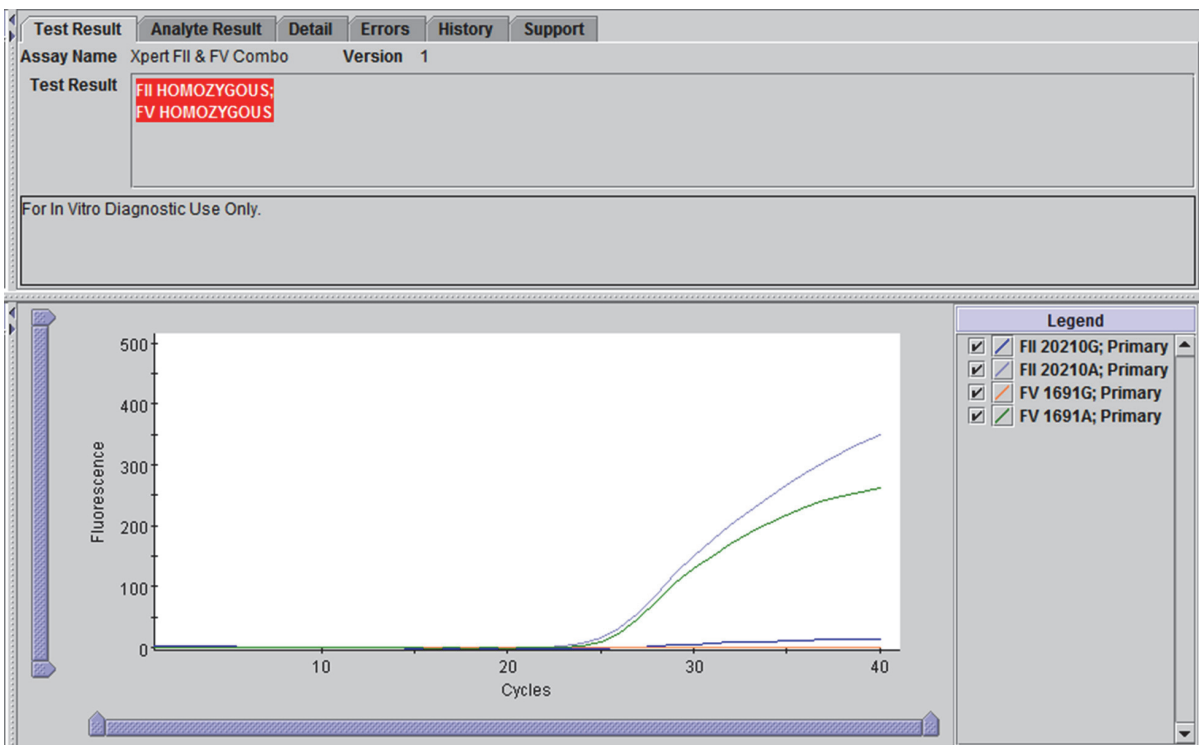 Test Result Analyte Result Detail Errors History Support
Assay Name Xpert FII & FV Combo Version 1
Test Result FII HOMOZYGOUS;
FV HOMOZYGOUS
For In Vitro Diagnostic Use Only.
500
400
300
200
100
0
Fluorescence
10 20 30 40
Cycles
Legend
FII 20210G; Primary
FII 20210A; Primary
FV 1691G; Primary
FV 1691A; Primary